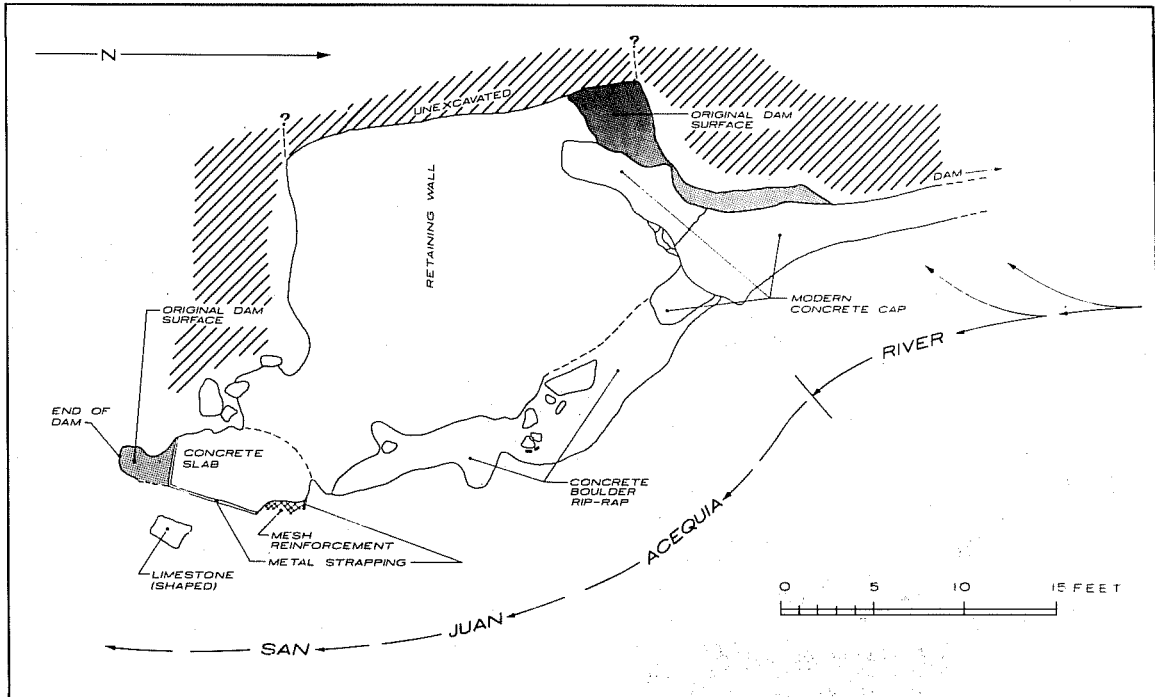 N
?
?
UNEXCAVATED
ORIGINAL DAM
SURFACE
DAM
RETAINING WALL
MODERN
CONCRETE CAP
ORIGINAL DAM
SURFACE
RIVER
END OF
DAM
CONCRETE
SLAB
CONCRETE
BOULDER
RIP-RAP
MESH
REINFORCEMENT
METAL STRAPPING
LIMESTONE
(SHAPED)
ACEQUIA
JUAN
SAN
0 5 10 15 FEET